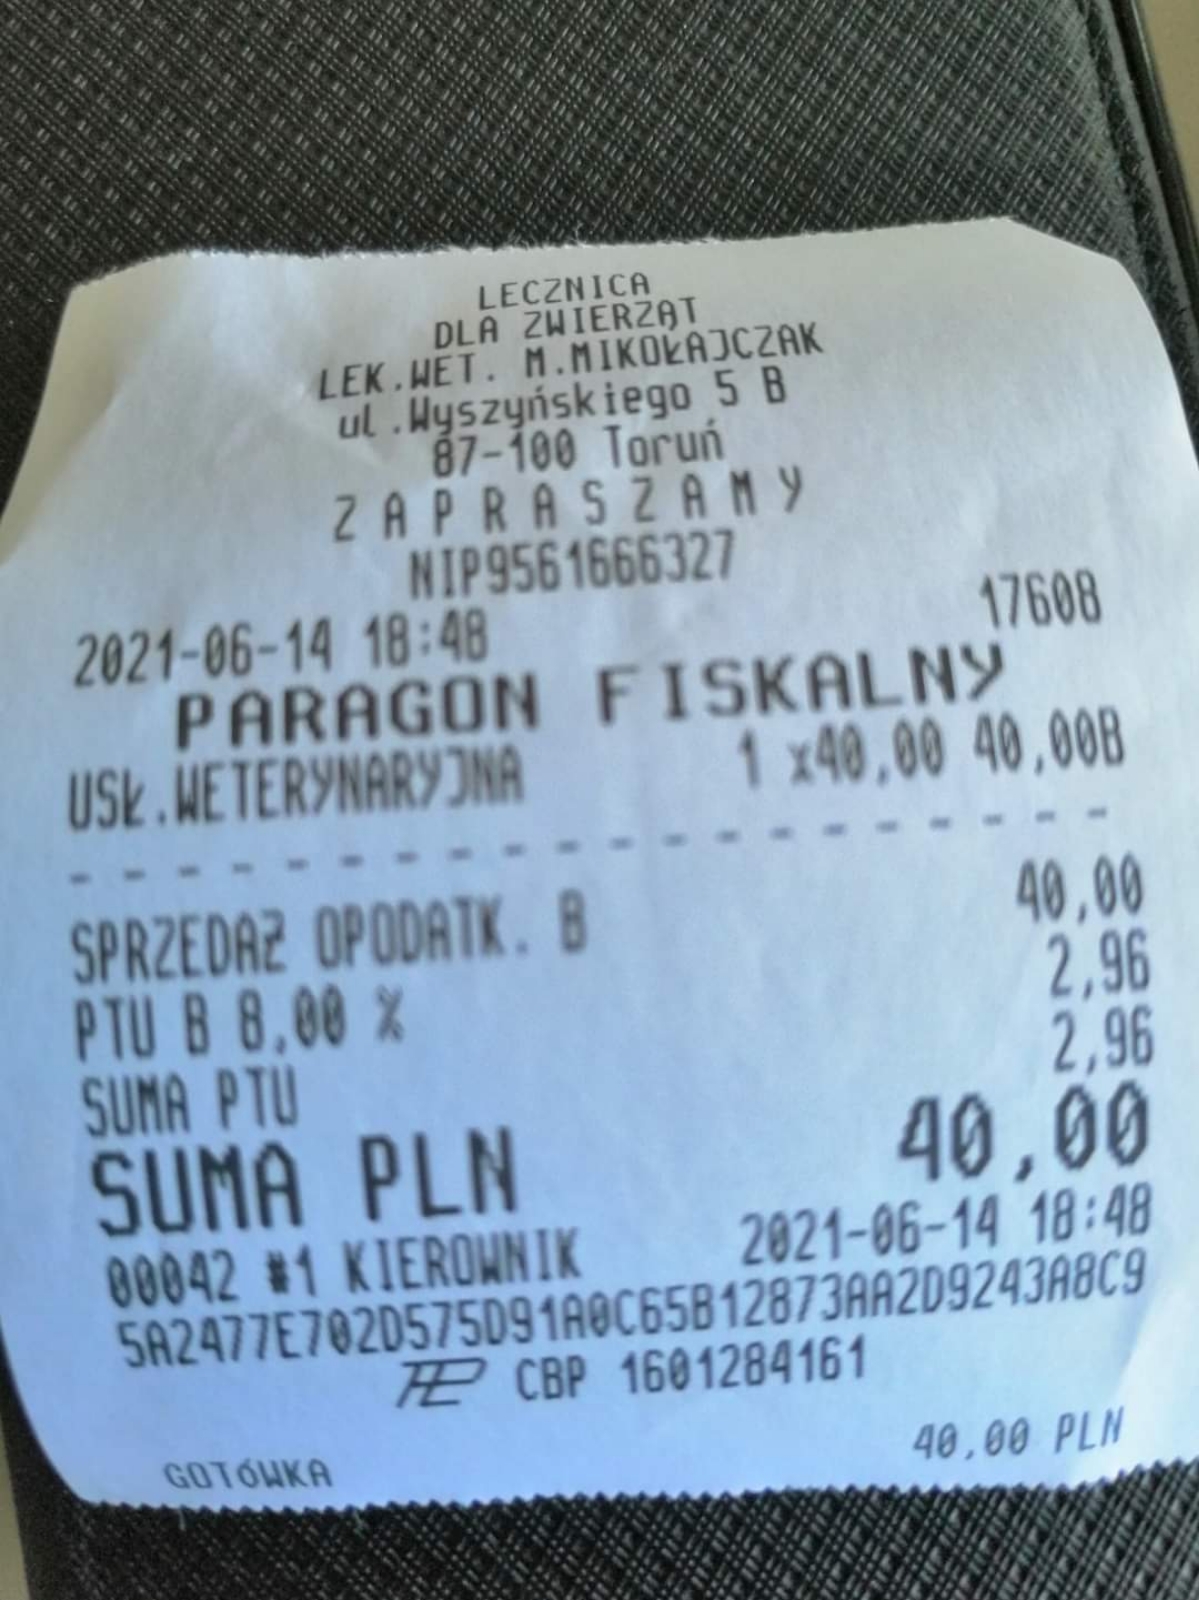 LECZNICA
DLA ZWIERZĄT
LEK.WET. M.MIKOŁAJCZAK
ul.Wyszyńskiego 5 B
87-100 Toruń
Z A P R A S Z A M Y
NIP9561666327
2021-06-14 18:48 17608
PARAGON FISKALNY
USŁ.WETERYNARYJNA 1 x40,00 40,00B
- - - - - - - - - - - - - - - - - - - -
SPRZEDAŻ OPODATK. B 40,00
PTU B 8,00 % 2,96
SUMA PTU 2,96
SUMA PLN 40,00
00042 #1 KIEROWNIK 2021-06-14 18:48
5A2477E702D575D91A0C65B12873AA2D9243A8C9
PL CBP 1601284161
GOTÓWKA 40,00 PLN